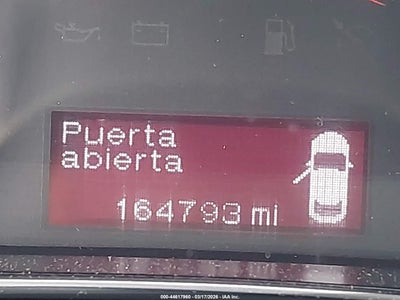 Puerta
abierta
164793 mi
000-44617960 - 03/17/2026 - IAA Inc.